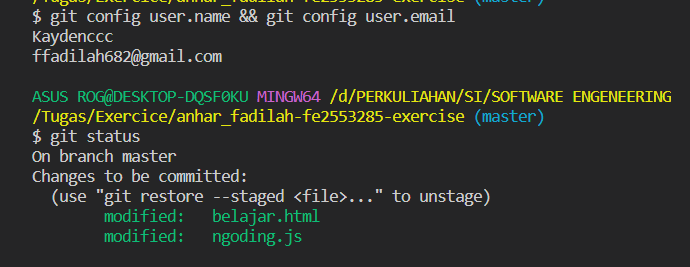 /Tugas/Exercice/anhar_fadilah-fe2553285-exercise (master)
$ git config user.name && git config user.email
Kaydenccc
ffadilah682@gmail.com
ASUS ROG@DESKTOP-DQSF0KU MINGW64 /d/PERKULIAHAN/SI/SOFTWARE ENGENEERING
/Tugas/Exercice/anhar_fadilah-fe2553285-exercise (master)
$ git status
On branch master
Changes to be committed:
  (use "git restore --staged <file>..." to unstage)
        modified:   belajar.html
        modified:   ngoding.js